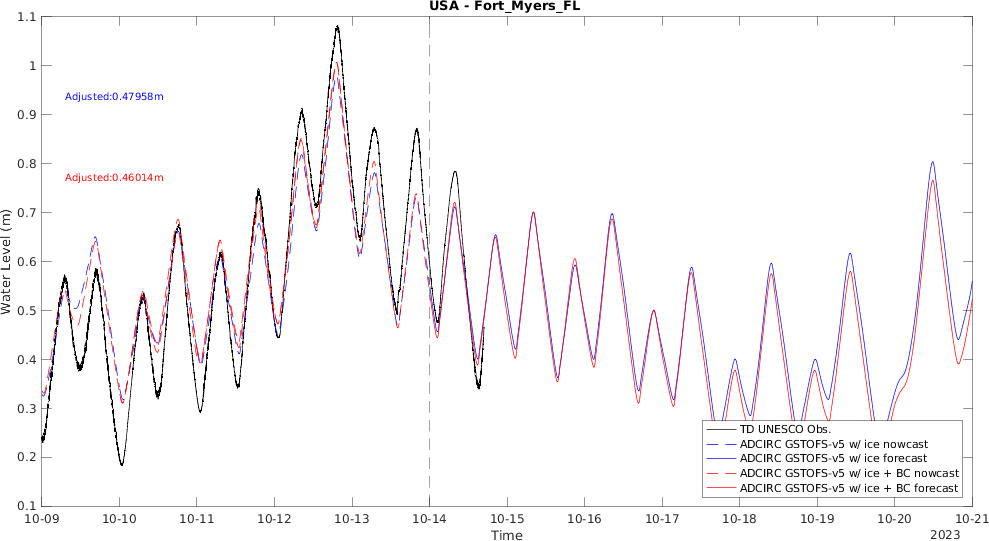 USA - Fort_Myers_FL
1.1
1
0.9
0.8
0.7
0.6
0.5
0.4
0.3
0.2
0.1
Water Level (m)
Adjusted:0.47958m
Adjusted:0.46014m
TD UNESCO Obs.
ADCIRC GSTOFS-v5 w/ ice nowcast
ADCIRC GSTOFS-v5 w/ ice forecast
ADCIRC GSTOFS-v5 w/ ice + BC nowcast
ADCIRC GSTOFS-v5 w/ ice + BC forecast
10-09 10-10 10-11 10-12 10-13 10-14 10-15 10-16 10-17 10-18 10-19 10-20 10-21
Time
2023